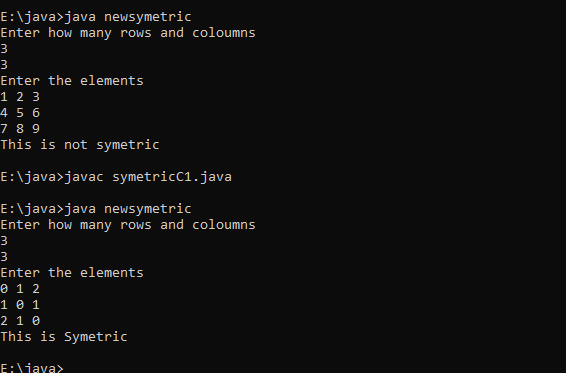 E:\java>java newsymetric
Enter how many rows and coloumns
3
3
Enter the elements
1 2 3
4 5 6
7 8 9
This is not symetric
E:\java>javac symetricC1.java
E:\java>java newsymetric
Enter how many rows and coloumns
3
3
Enter the elements
0 1 2
1 0 1
2 1 0
This is Symetric
E:\java>